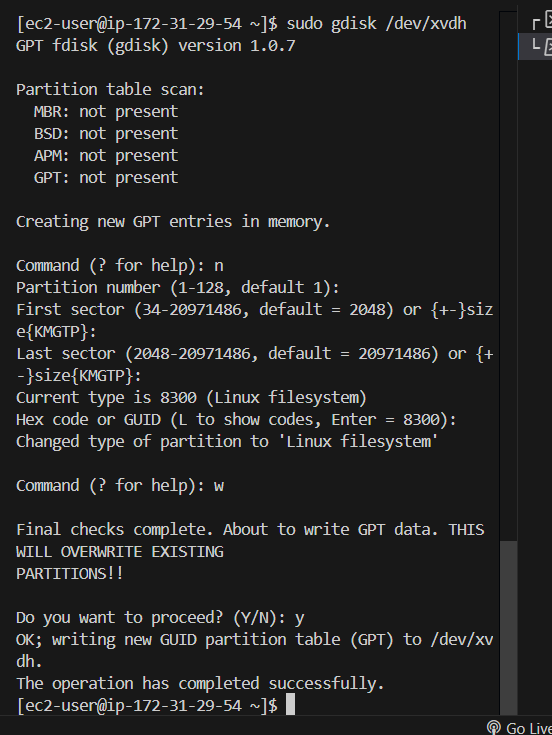 [ec2-user@ip-172-31-29-54 ~]$ sudo gdisk /dev/xvdh
GPT fdisk (gdisk) version 1.0.7
Partition table scan:
  MBR: not present
  BSD: not present
  APM: not present
  GPT: not present
Creating new GPT entries in memory.
Command (? for help): n
Partition number (1-128, default 1):
First sector (34-20971486, default = 2048) or {+-}siz
e{KMGTP}:
Last sector (2048-20971486, default = 20971486) or {+
-}size{KMGTP}:
Current type is 8300 (Linux filesystem)
Hex code or GUID (L to show codes, Enter = 8300):
Changed type of partition to 'Linux filesystem'
Command (? for help): w
Final checks complete. About to write GPT data. THIS
WILL OVERWRITE EXISTING
PARTITIONS!!
Do you want to proceed? (Y/N): y
OK; writing new GUID partition table (GPT) to /dev/xv
dh.
The operation has completed successfully.
[ec2-user@ip-172-31-29-54 ~]$
Go Live